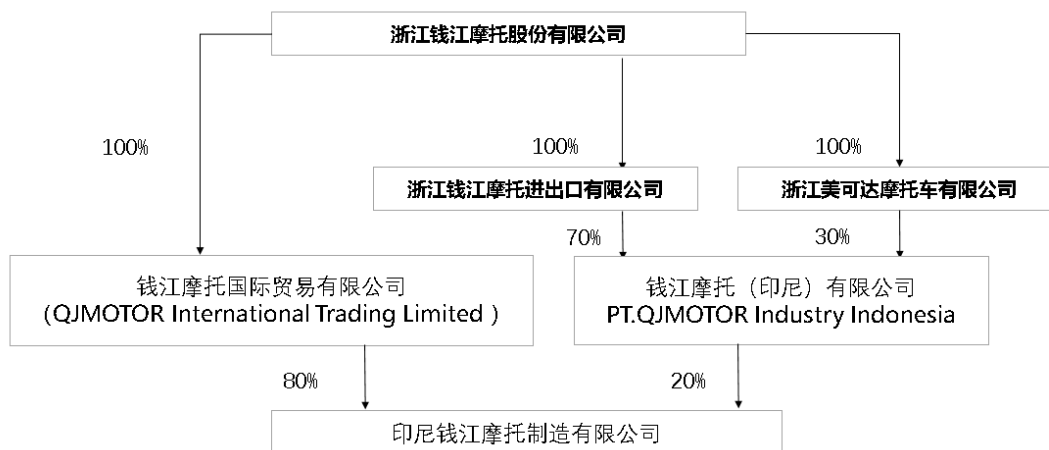 浙江钱江摩托股份有限公司
100%
100%
100%
浙江钱江摩托进出口有限公司
浙江美可达摩托车有限公司
70%
30%
钱江摩托国际贸易有限公司
(QJMOTOR International Trading Limited )
钱江摩托（印尼）有限公司
PT.QJMOTOR Industry Indonesia
80%
20%
印尼钱江摩托制造有限公司